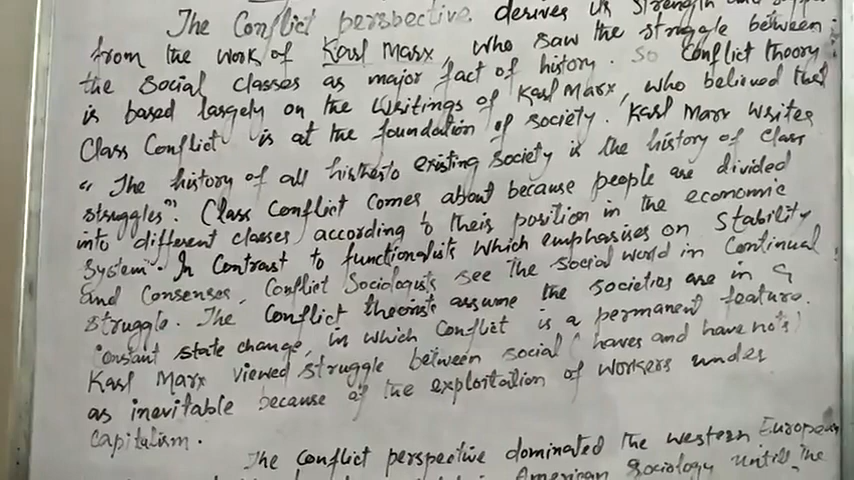 The Conflict perspective derives its strength and
from the work of Karl Marx, who saw the struggle between
the Social classes as major fact of history. So Conflict theory
is based largely on the writings of Karl Marx, who believed that
Class Conflict is at the foundation of society. Karl Marx writes
" The history of all hitherto existing society is the history of class
struggles". Class Conflict comes about because people are divided
into different classes according to their position in the economic
System. In Contrast to functionalists which emphasises on Stability
and Consenses, Conflict Sociologists see the social world in Continual
struggle. The Conflict theorists assume the societies are in a
Constant state change, in which Conflict is a permanent feature.
Karl Marx viewed struggle between social (haves and have nots)
as inevitable because of the exploitation of workers under
Capitalism.
The conflict perspective dominated the western European
American Sociology untill the